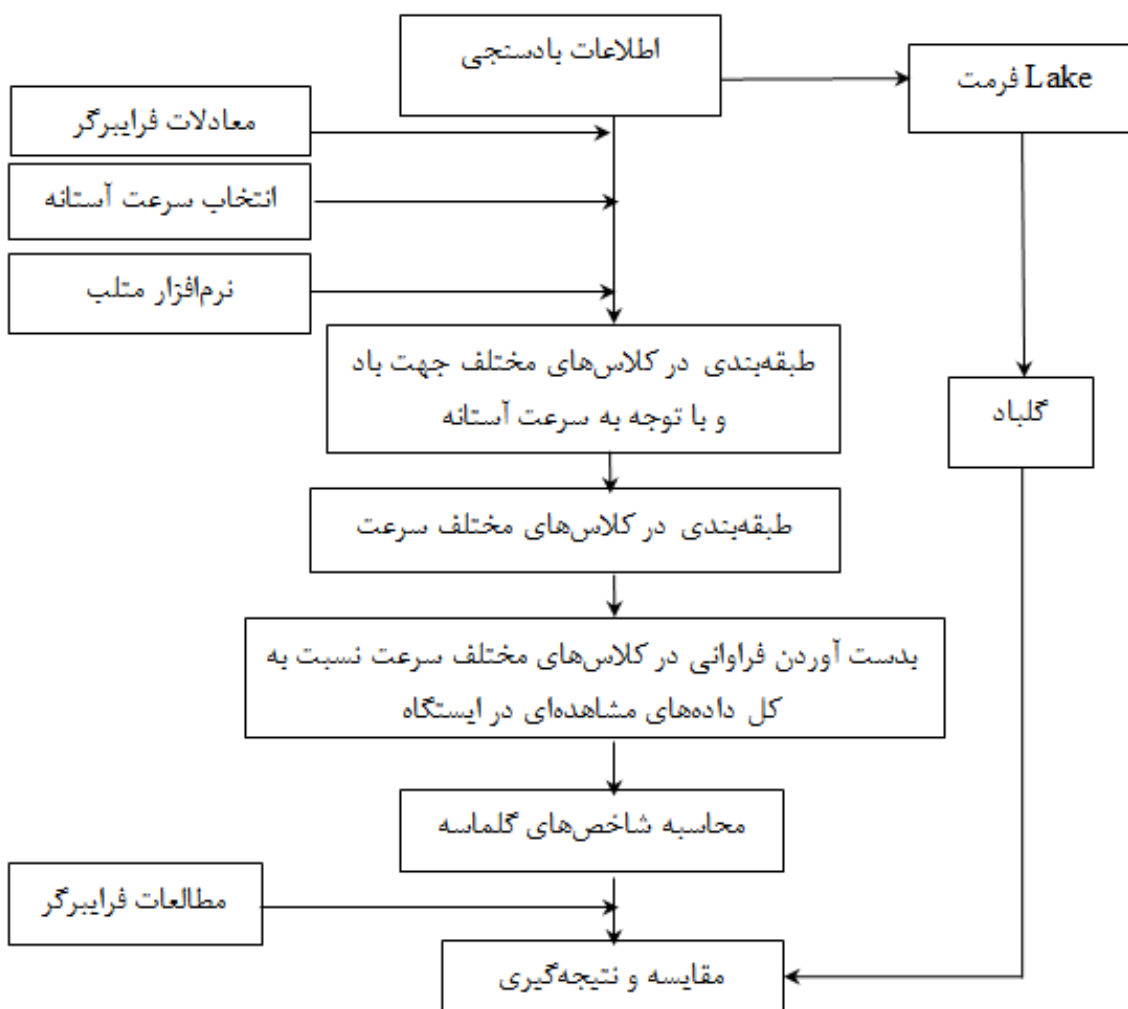 اطلاعات بادسنجی
فرمت Lake
معادلات فرایبرگر
انتخاب سرعت آستانه
نرم‌افزار متلب
طبقه‌بندی در کلاس‌های مختلف جهت باد
و با توجه به سرعت آستانه
گلباد
طبقه‌بندی در کلاس‌های مختلف سرعت
بدست آوردن فراوانی در کلاس‌های مختلف سرعت نسبت به
کل داده‌های مشاهده‌ای در ایستگاه
محاسبه شاخص‌های گلماسه
مطالعات فرایبرگر
مقایسه و نتیجه‌گیری